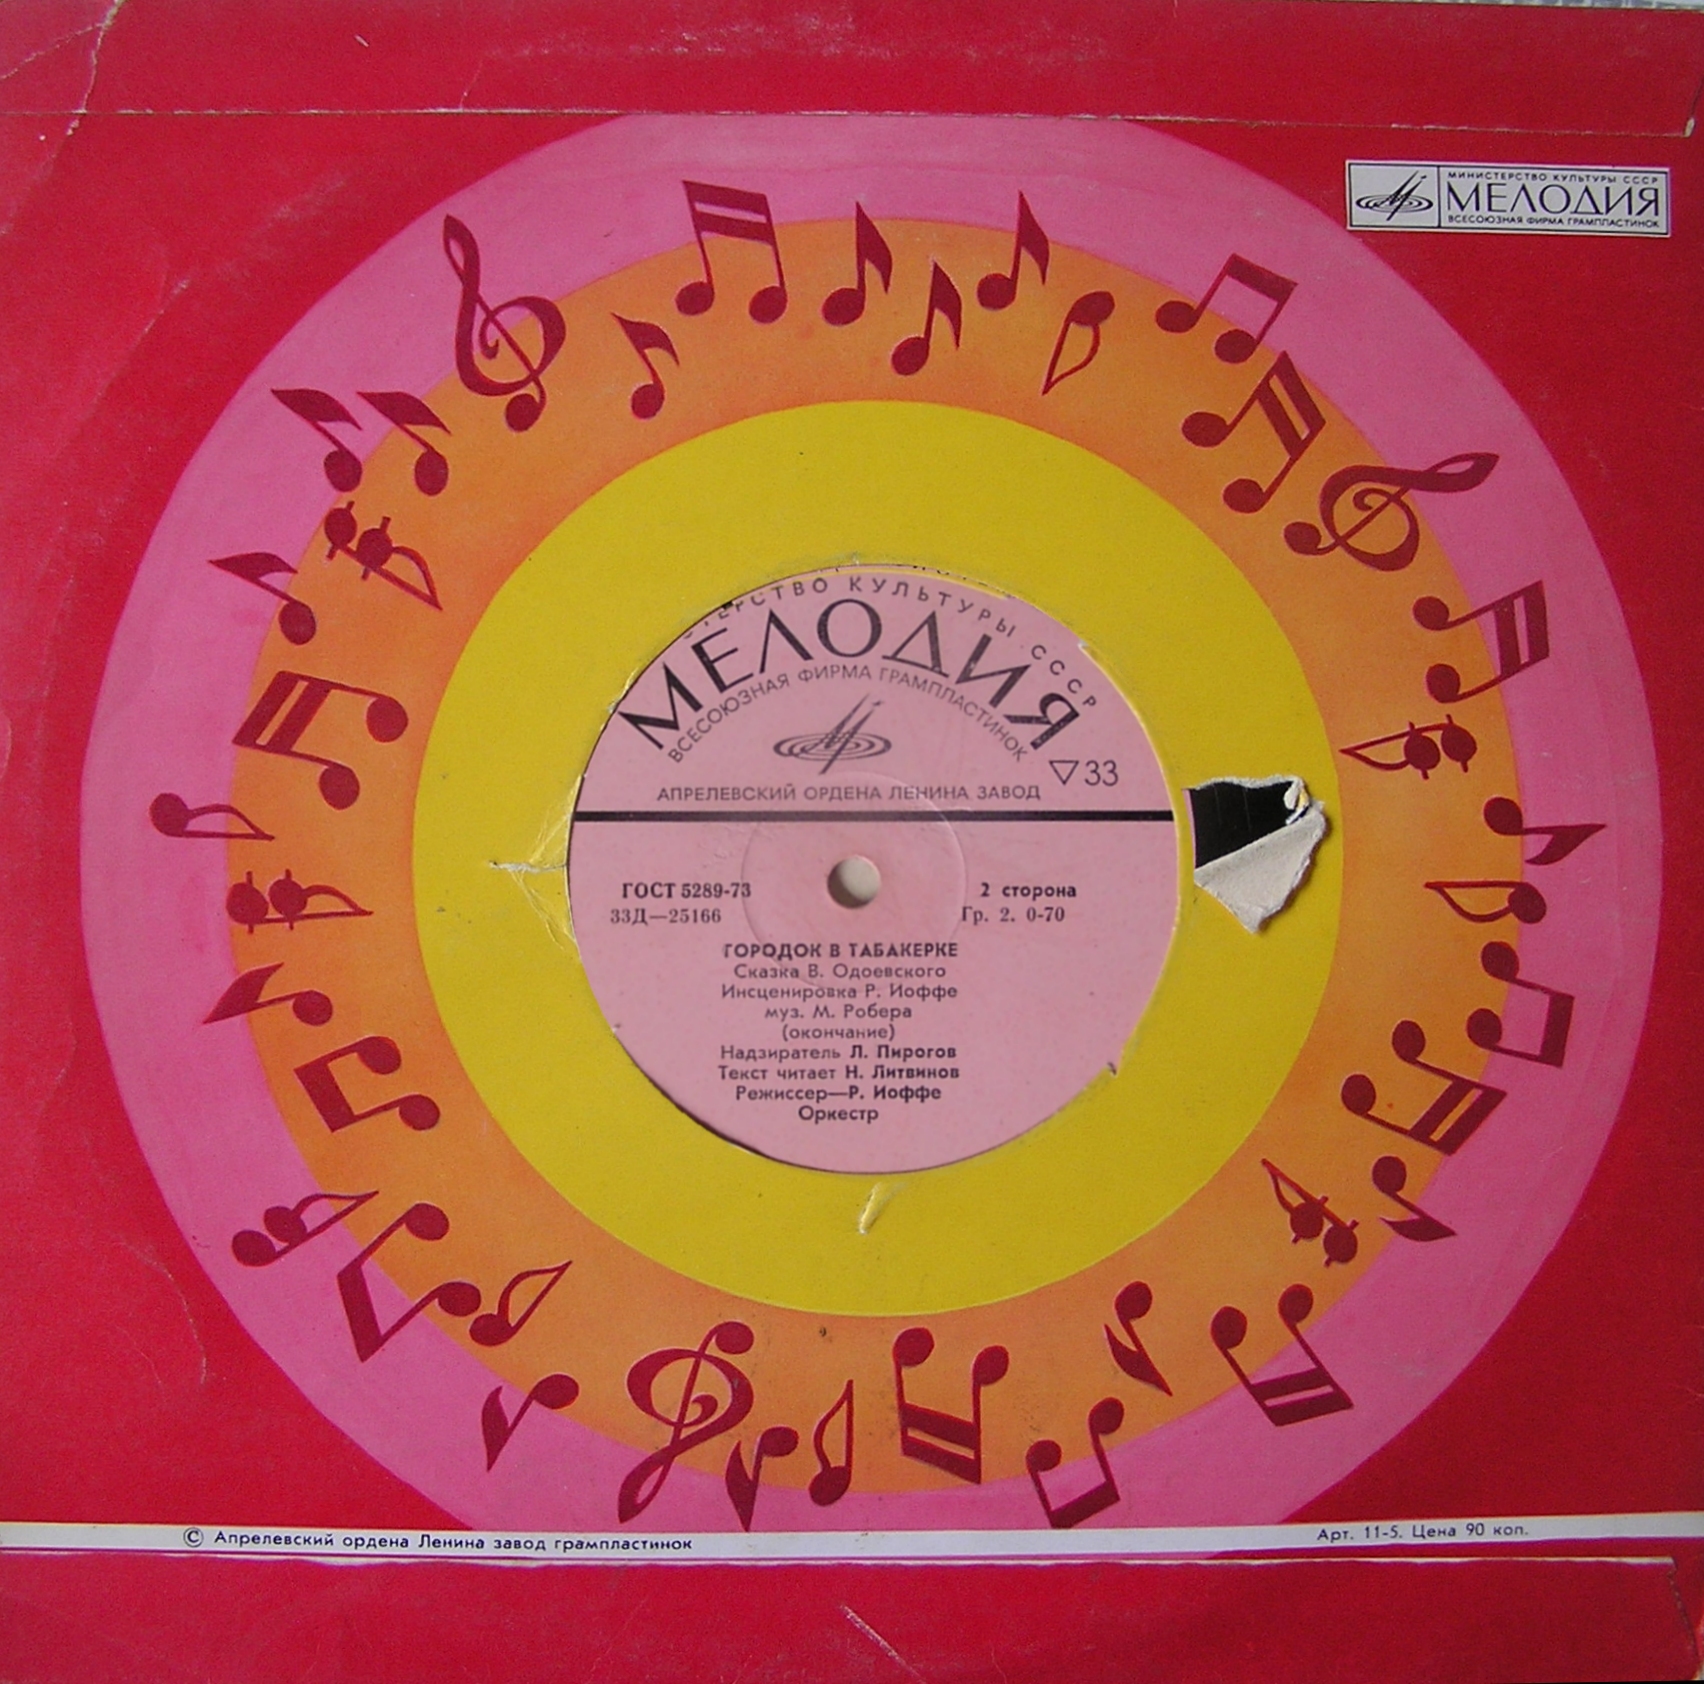 МИНИСТЕРСТВО КУЛЬТУРЫ СССР
МЕЛОДИЯ
ВСЕСОЮЗНАЯ ФИРМА ГРАМПЛАСТИНОК
КУЛЬТУРЫ СССР
МЕЛОДИЯ
ВСЕСОЮЗНАЯ ФИРМА ГРАМПЛАСТИНОК
33
АПРЕЛЕВСКИЙ ОРДЕНА ЛЕНИНА ЗАВОД
ГОСТ 5289-73 2 сторона
33Д—25166 Гр. 2. 0-70
ГОРОДОК В ТАБАКЕРКЕ
Сказка В. Одоевского
Инсценировка Р. Иоффе
муз. М. Робера
(окончание)
Надзиратель Л. Пирогов
Текст читает Н. Литвинов
Режиссер—Р. Иоффе
Оркестр
© Апрелевский ордена Ленина завод грампластинок Арт. 11-5. Цена 90 коп.